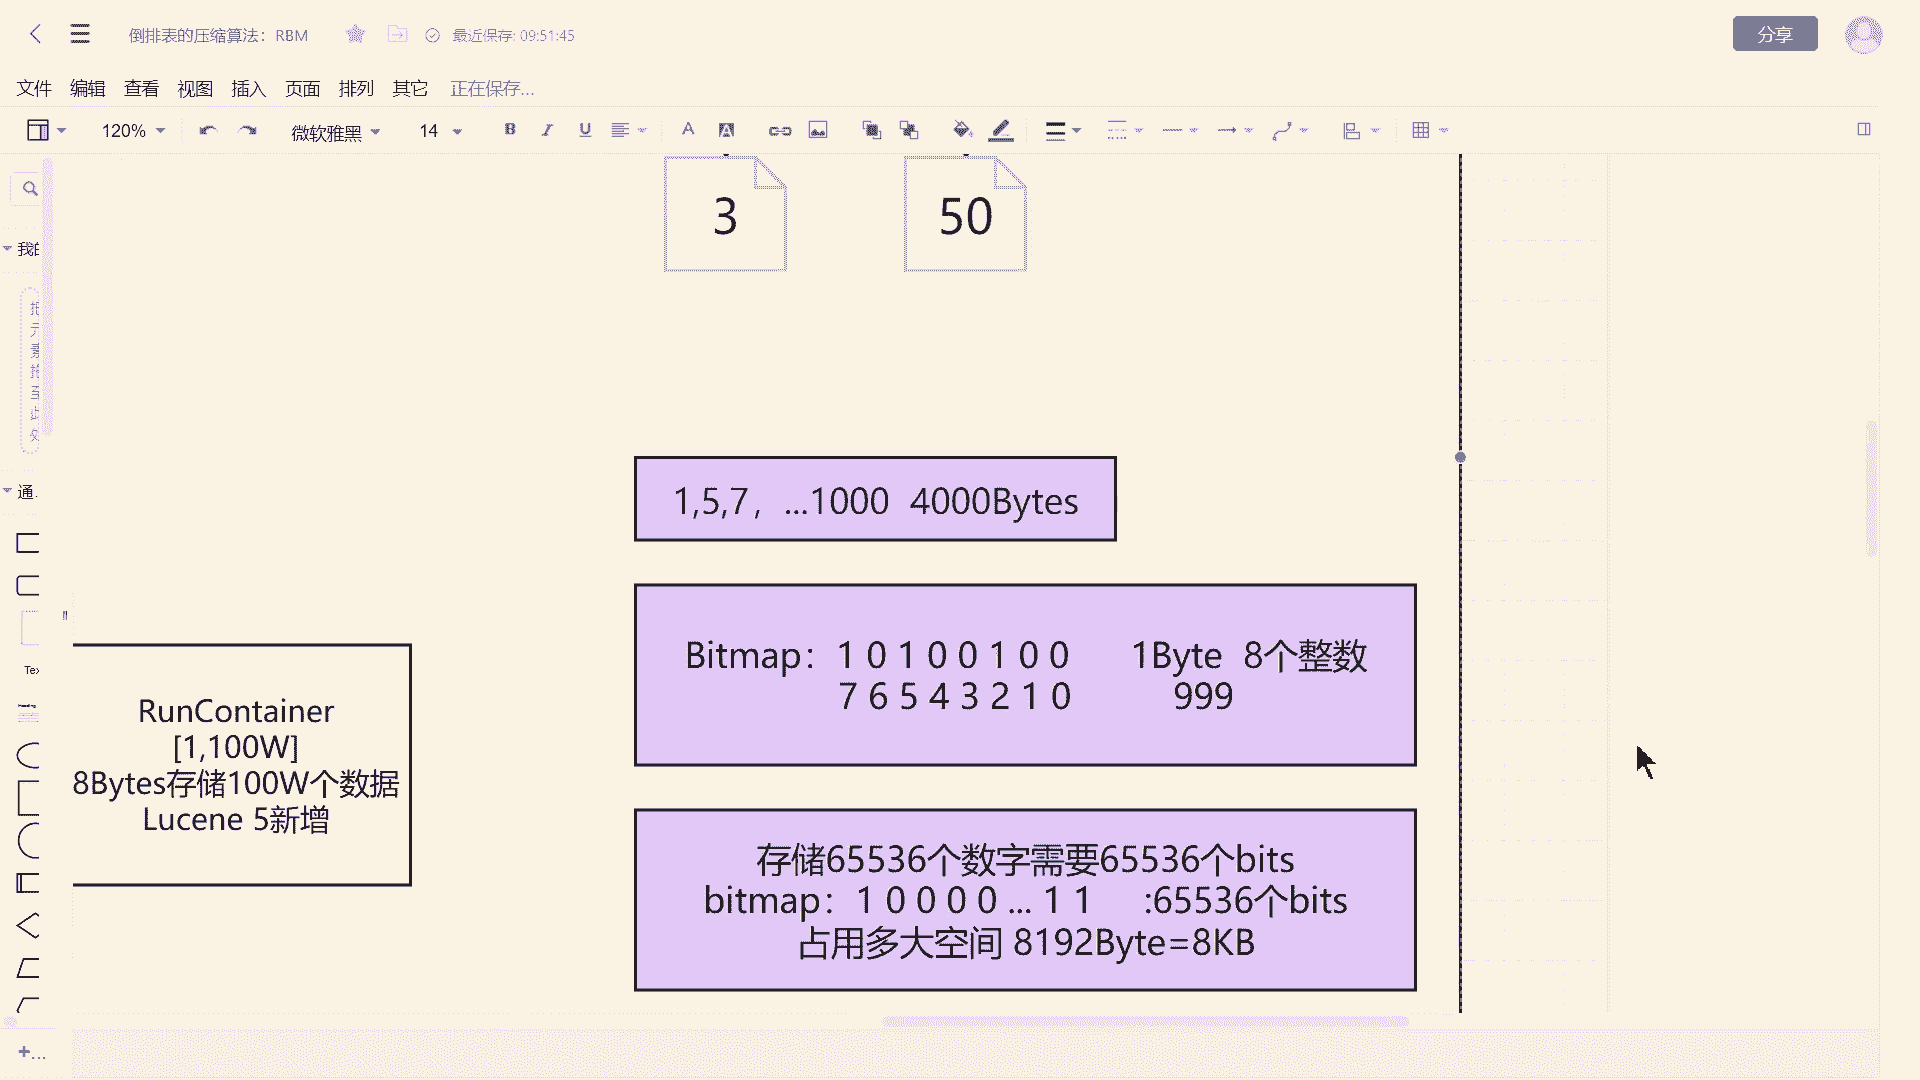 倒排表的压缩算法：RBM
最近保存: 09:51:45
分享
文件 编辑 查看 视图 插入 页面 排列 其它 正在保存...
120% 微软雅黑 14
3
50
我的
通.
1,5,7，...1000 4000Bytes
Bitmap：1 0 1 0 0 1 0 0 1Byte 8个整数
7 6 5 4 3 2 1 0 999
RunContainer
[1,100W]
8Bytes存储100W个数据
Lucene 5新增
Tex
存储65536个数字需要65536个bits
bitmap：1 0 0 0 0 ... 1 1 :65536个bits
占用多大空间 8192Byte=8KB